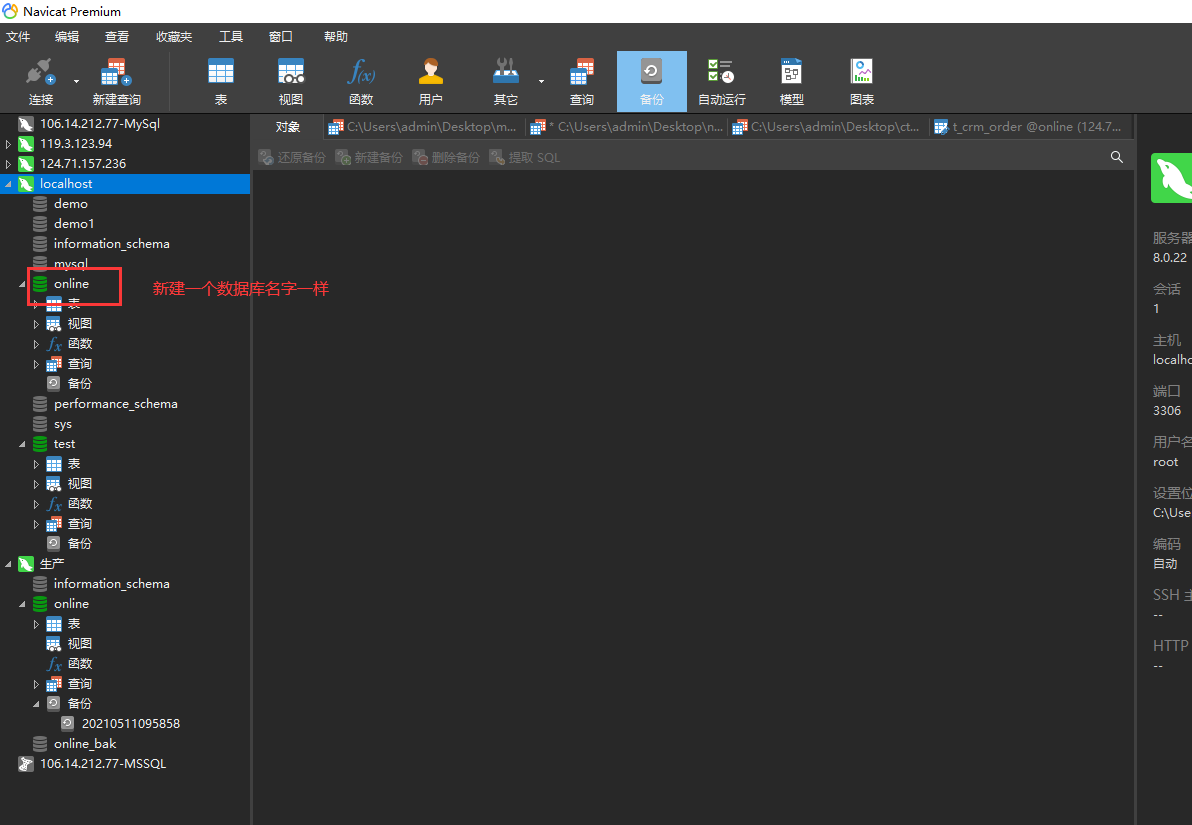 Navicat Premium
文件 编辑 查看 收藏夹 工具 窗口 帮助
连接 新建查询 表 视图 函数 用户 其它 查询 备份 自动运行 模型 图表
对象 C:\Users\admin\Desktop\m... * C:\Users\admin\Desktop\n... C:\Users\admin\Desktop\ct... t_crm_order @online (124.7...
还原备份 新建备份 删除备份 提取 SQL
106.14.212.77-MySql
119.3.123.94
124.71.157.236
localhost
demo
demo1
information_schema
mysql
online
表
视图
函数
查询
备份
performance_schema
sys
test
表
视图
函数
查询
备份
生产
information_schema
online
表
视图
函数
查询
备份
20210511095858
online_bak
106.14.212.77-MSSQL
新建一个数据库名字一样
服务器
8.0.22
会话
1
主机
localho
端口
3306
用户名
root
设置位
C:\Use
编码
自动
SSH 主
--
HTTP
--